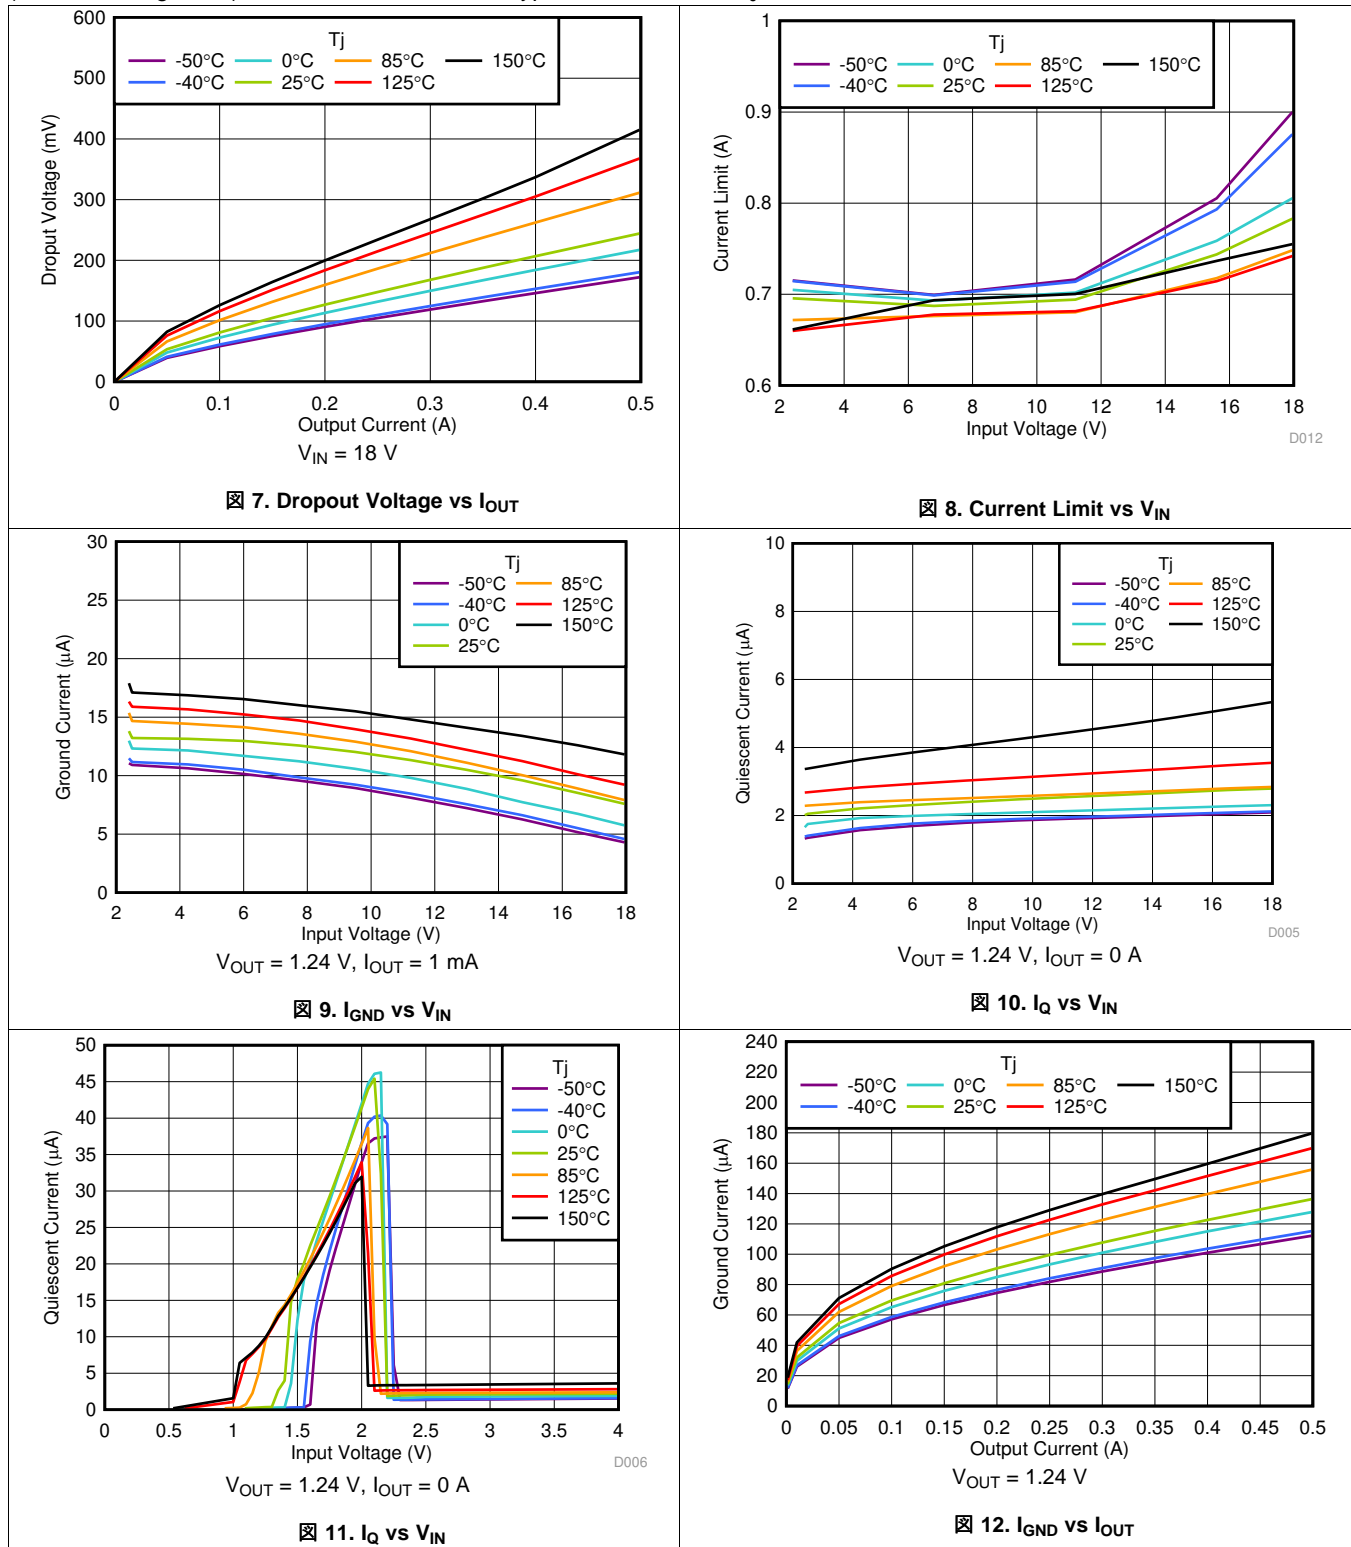 600
500
400
300
200
100
0
Droput Voltage (mV)
Tj
-50°C 0°C 85°C 150°C
-40°C 25°C 125°C
0 0.1 0.2 0.3 0.4 0.5
Output Current (A)
VIN = 18 V
図 7. Dropout Voltage vs IOUT
1
0.9
0.8
0.7
0.6
Current Limit (A)
Tj
-50°C 0°C 85°C 150°C
-40°C 25°C 125°C
2 4 6 8 10 12 14 16 18
Input Voltage (V)
D012
図 8. Current Limit vs VIN
30
25
20
15
10
5
0
Ground Current (µA)
Tj
-50°C 85°C
-40°C 125°C
0°C 150°C
25°C
2 4 6 8 10 12 14 16 18
Input Voltage (V)
VOUT = 1.24 V, IOUT = 1 mA
図 9. IGND vs VIN
10
8
6
4
2
0
Quiescent Current (µA)
Tj
-50°C 85°C
-40°C 125°C
0°C 150°C
25°C
2 4 6 8 10 12 14 16 18
Input Voltage (V)
D005
VOUT = 1.24 V, IOUT = 0 A
図 10. IQ vs VIN
50
45
40
35
30
25
20
15
10
5
0
Quiescent Current (µA)
Tj
-50°C
-40°C
0°C
25°C
85°C
125°C
150°C
0 0.5 1 1.5 2 2.5 3 3.5 4
Input Voltage (V)
D006
VOUT = 1.24 V, IOUT = 0 A
図 11. IQ vs VIN
240
220
200
180
160
140
120
100
80
60
40
20
0
Ground Current (µA)
Tj
-50°C 0°C 85°C 150°C
-40°C 25°C 125°C
0 0.05 0.1 0.15 0.2 0.25 0.3 0.35 0.4 0.45 0.5
Output Current (A)
VOUT = 1.24 V
図 12. IGND vs IOUT